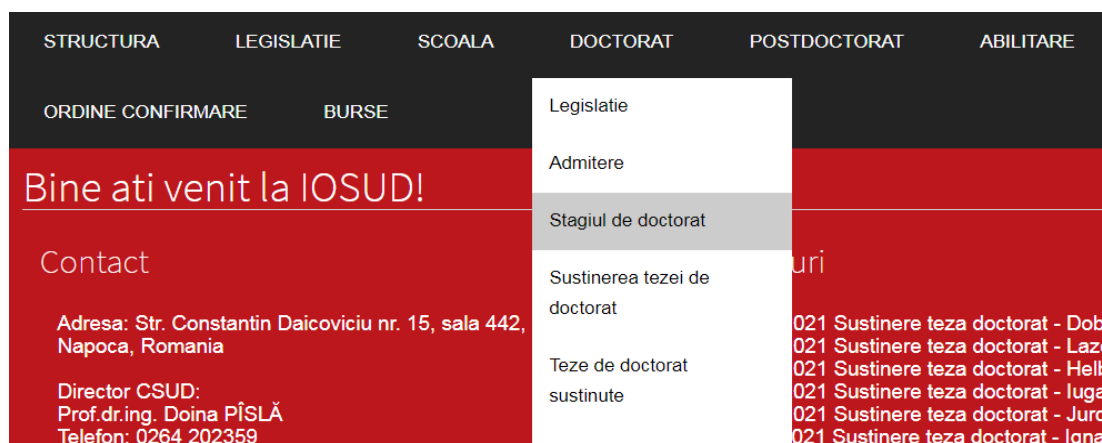 STRUCTURA LEGISLATIE SCOALA DOCTORAT POSTDOCTORAT ABILITARE
ORDINE CONFIRMARE BURSE
Legislatie
Admitere
Stagiul de doctorat
Sustinerea tezei de
doctorat
Teze de doctorat
sustinute
Bine ati venit la IOSUD!
Contact
Adresa: Str. Constantin Daicoviciu nr. 15, sala 442,
Napoca, Romania
Director CSUD:
Prof.dr.ing. Doina PÎSLĂ
Telefon: 0264 202359
uri
021 Sustinere teza doctorat - Dob
021 Sustinere teza doctorat - Laz
021 Sustinere teza doctorat - Hel
021 Sustinere teza doctorat - Iuga
021 Sustinere teza doctorat - Jur
021 Sustinere teza doctorat - Igna